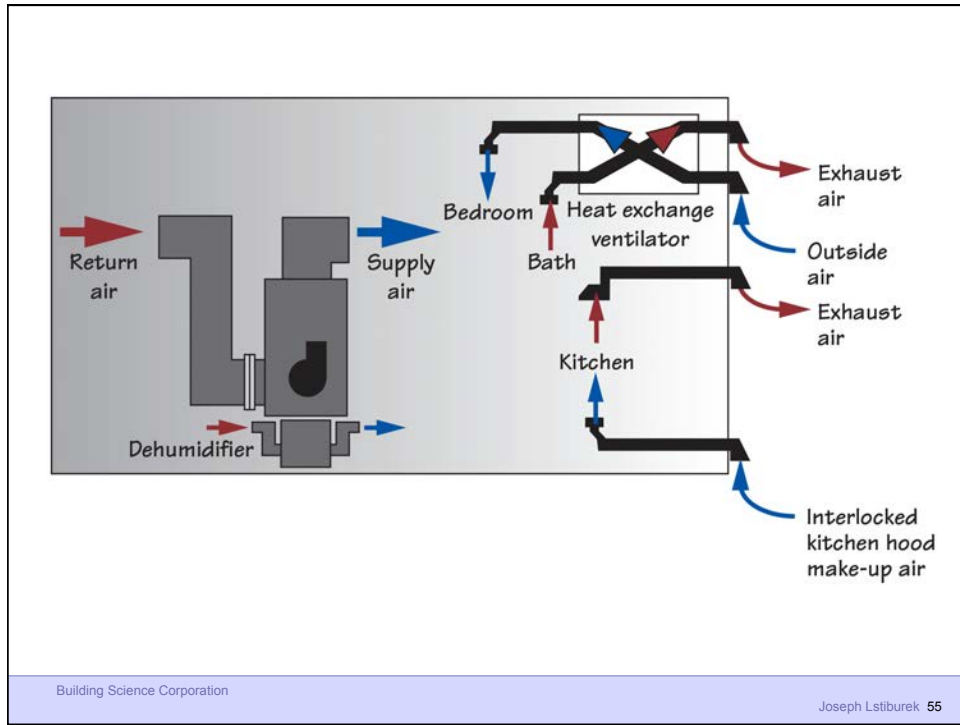 Return
air
Supply
air
Dehumidifier
Bedroom
Heat exchange
ventilator
Bath
Kitchen
Exhaust
air
Outside
air
Exhaust
air
Interlocked
kitchen hood
make-up air
Building Science Corporation
Joseph Lstiburek 55